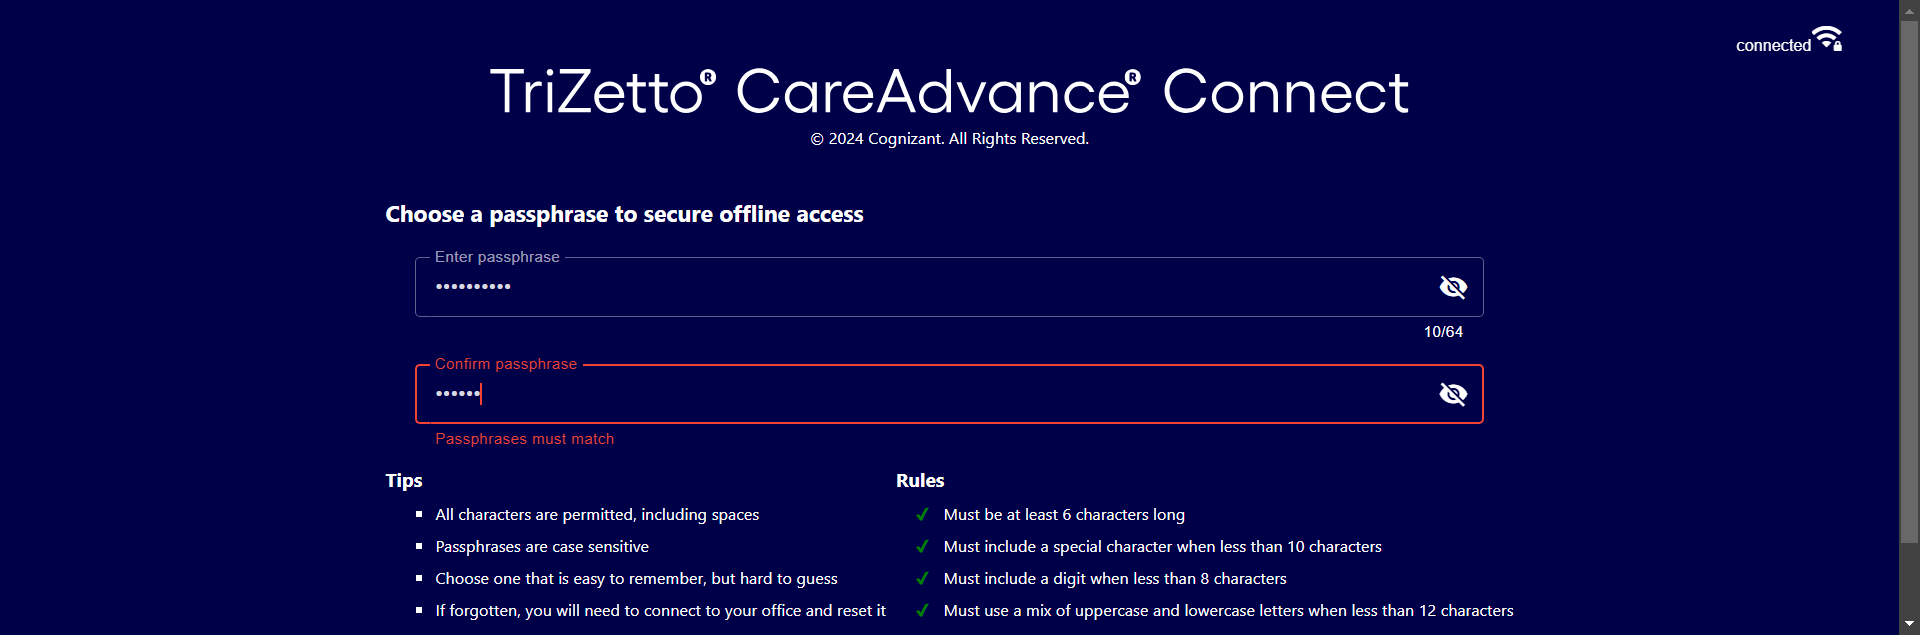 connected
TriZetto® CareAdvance® Connect
© 2024 Cognizant. All Rights Reserved.
Choose a passphrase to secure offline access
Enter passphrase
••••••••••
10/64
Confirm passphrase
••••••
Passphrases must match
Tips
All characters are permitted, including spaces
Passphrases are case sensitive
Choose one that is easy to remember, but hard to guess
If forgotten, you will need to connect to your office and reset it
Rules
Must be at least 6 characters long
Must include a special character when less than 10 characters
Must include a digit when less than 8 characters
Must use a mix of uppercase and lowercase letters when less than 12 characters